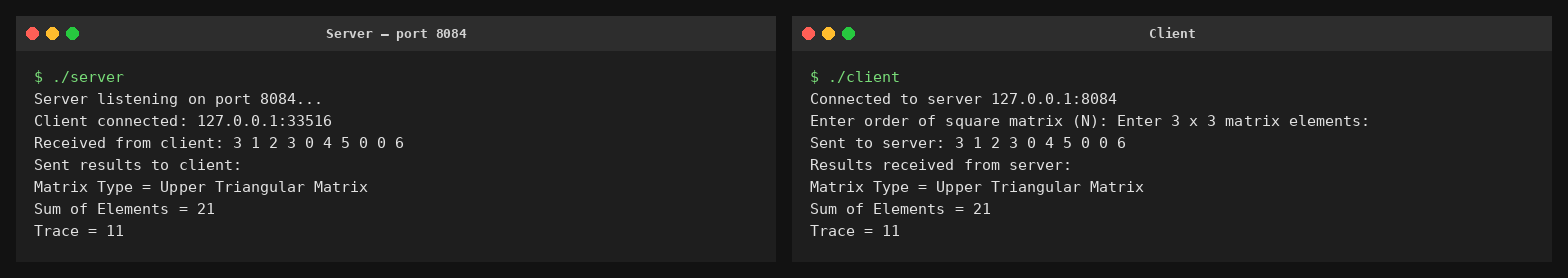 Server — port 8084
$ ./server
Server listening on port 8084...
Client connected: 127.0.0.1:33516
Received from client: 3 1 2 3 0 4 5 0 0 6
Sent results to client:
Matrix Type = Upper Triangular Matrix
Sum of Elements = 21
Trace = 11
Client
$ ./client
Connected to server 127.0.0.1:8084
Enter order of square matrix (N): Enter 3 x 3 matrix elements:
Sent to server: 3 1 2 3 0 4 5 0 0 6
Results received from server:
Matrix Type = Upper Triangular Matrix
Sum of Elements = 21
Trace = 11